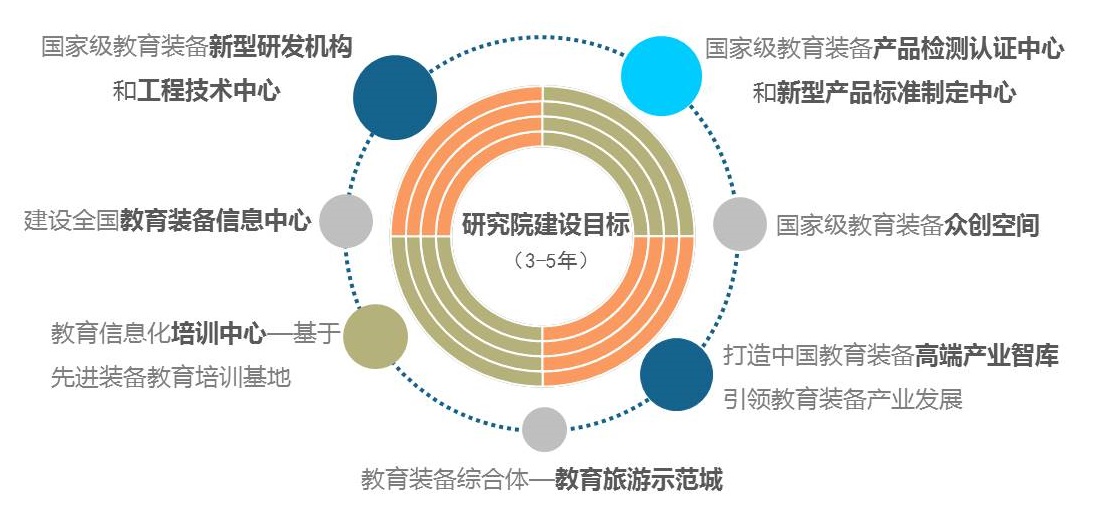 国家级教育装备新型研发机构
和工程技术中心
国家级教育装备产品检测认证中心
和新型产品标准制定中心
建设全国教育装备信息中心
研究院建设目标
（3-5年）
国家级教育装备众创空间
教育信息化培训中心—基于
先进装备教育培训基地
打造中国教育装备高端产业智库
引领教育装备产业发展
教育装备综合体—教育旅游示范城